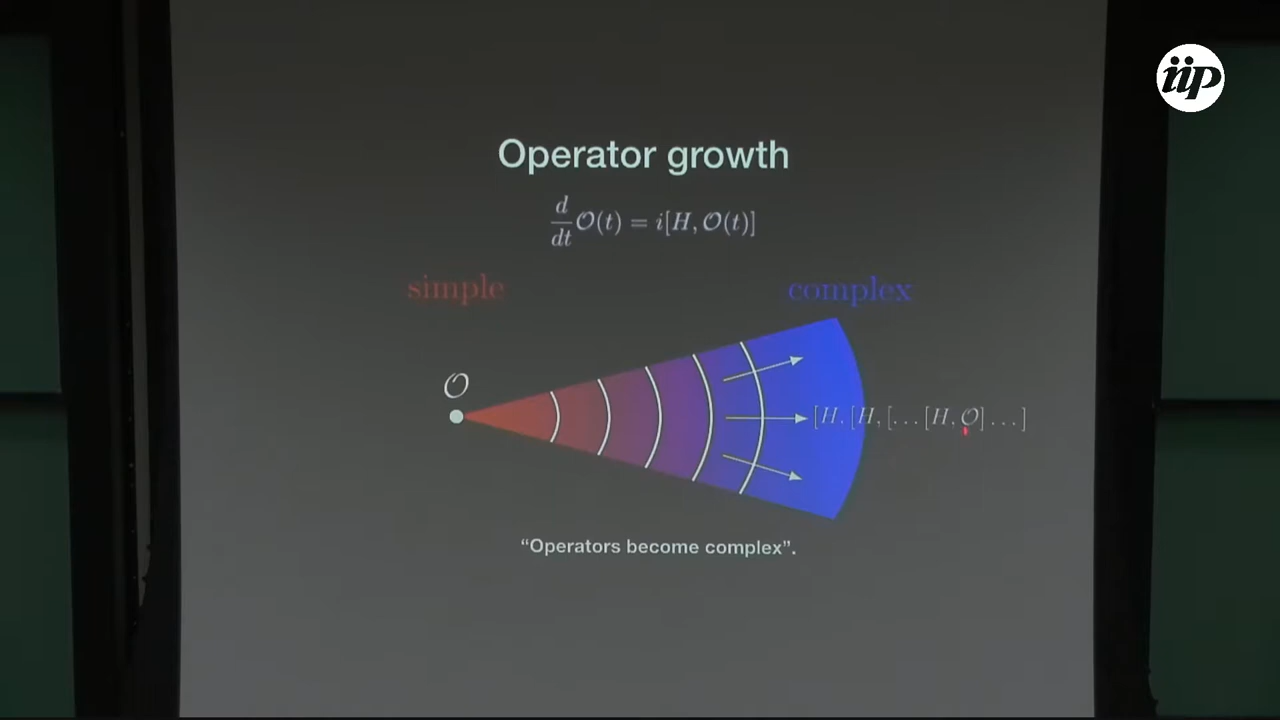 iip
Operator growth
d/dt 𝒪(t) = i[H, 𝒪(t)]
simple
complex
𝒪
[H, [H, [… [H, 𝒪] …]
“Operators become complex”.